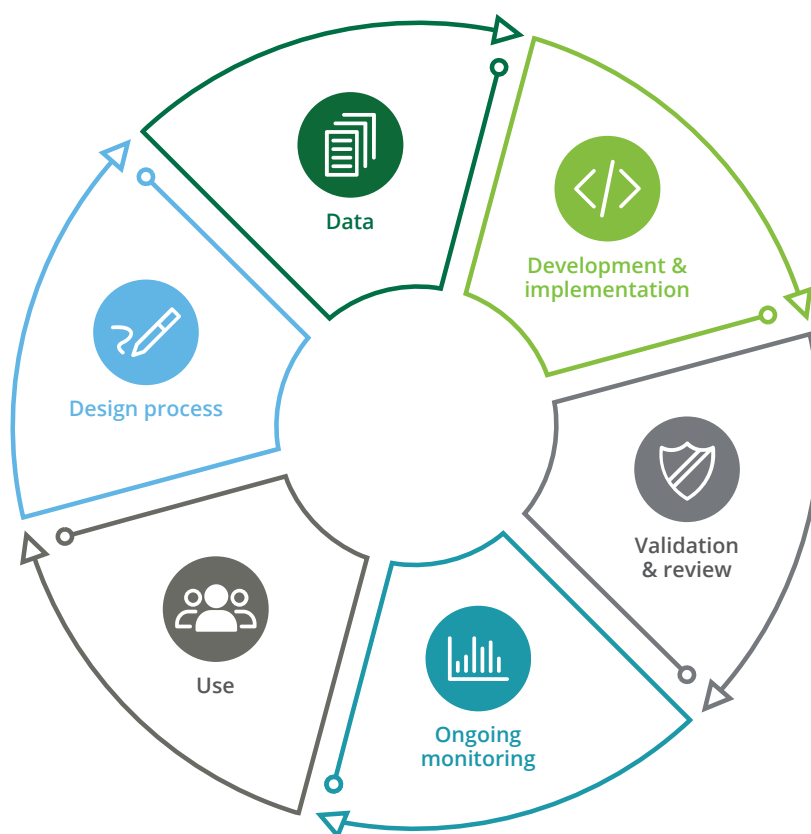 Data
Development &
implementation
Design process
Validation
& review
Use
Ongoing
monitoring